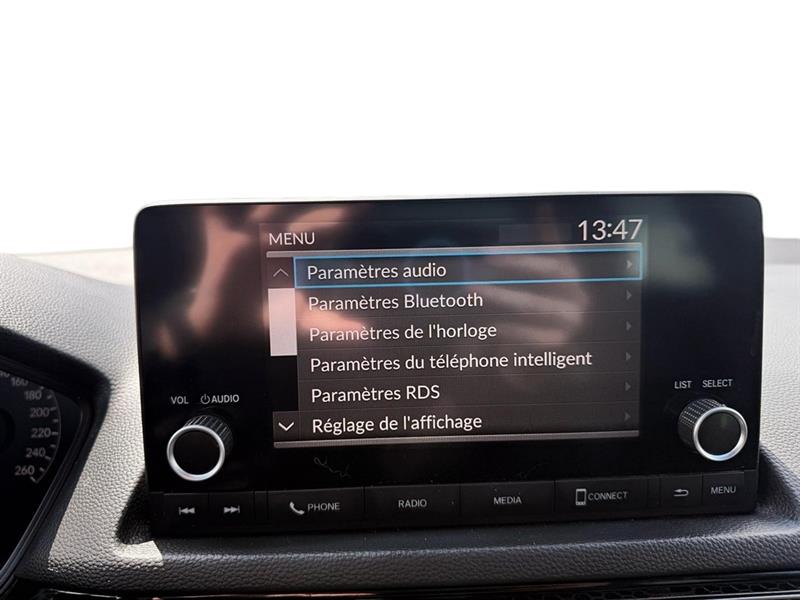 MENU 13:47
Paramètres audio
Paramètres Bluetooth
Paramètres de l'horloge
Paramètres du téléphone intelligent
Paramètres RDS
Réglage de l'affichage
VOL AUDIO
LIST SELECT
PHONE RADIO MEDIA CONNECT MENU
160
180
200
220
240
260